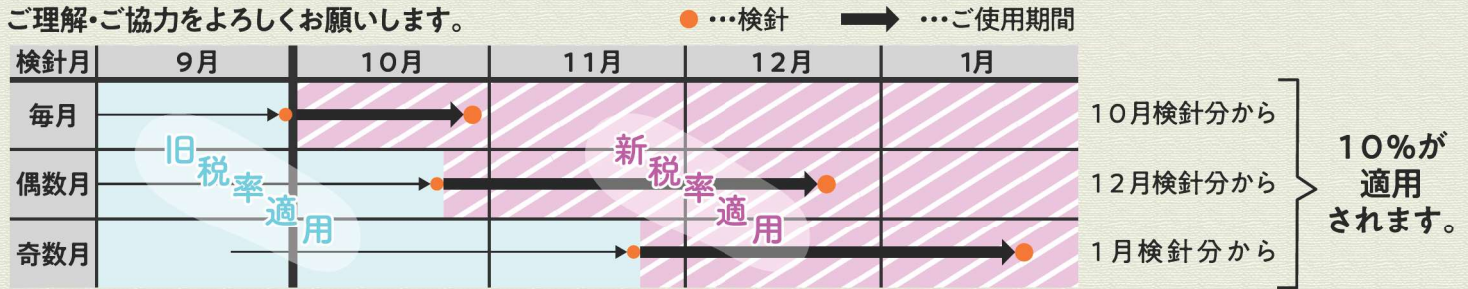 ご理解・ご協力をよろしくお願いします。
●…検針 …ご使用期間
検針月 9月 10月 11月 12月 1月
毎月 10月検針分から
偶数月 12月検針分から
奇数月 1月検針分から
旧税率適用
新税率適用
10%が
適用
されます。